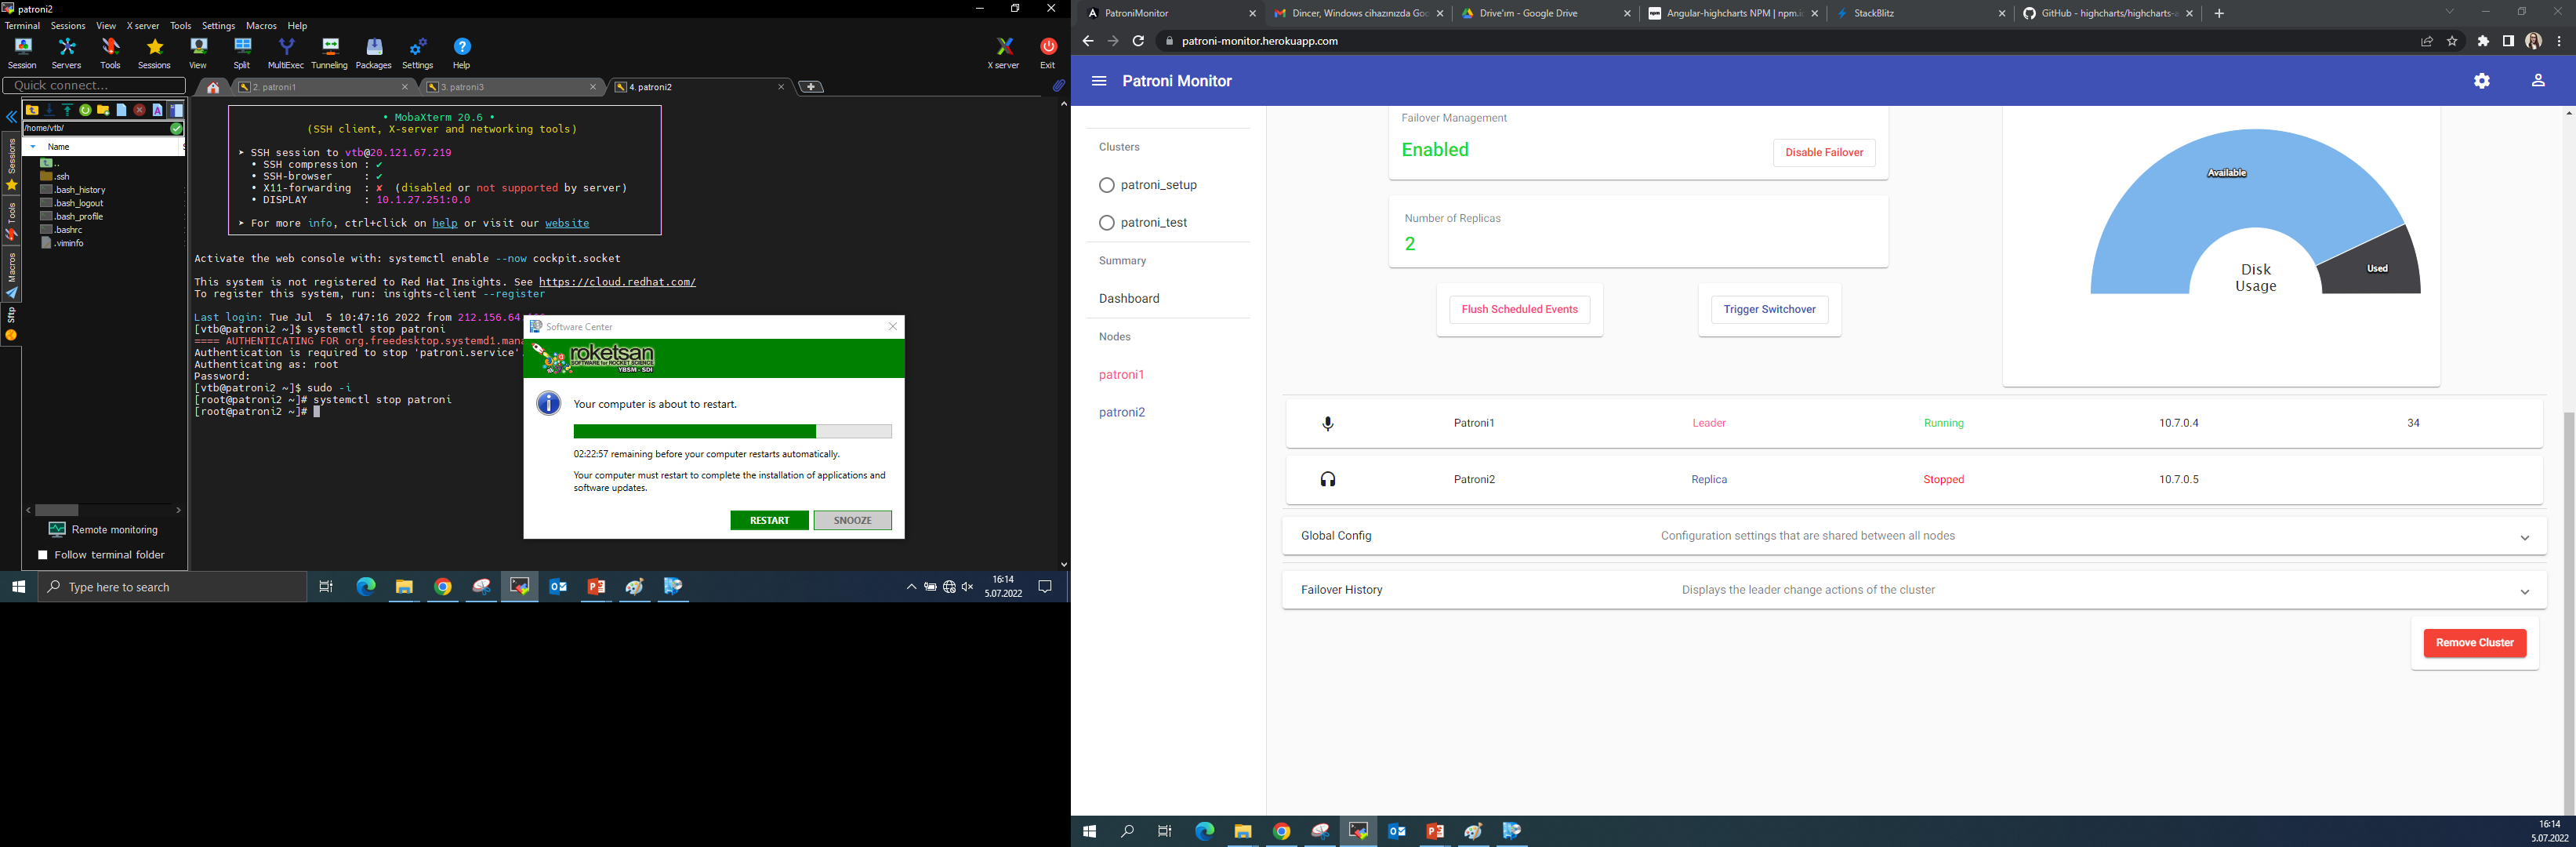 patroni2
Terminal Sessions View X server Tools Settings Macros Help
Session Servers Tools Sessions View Split MultiExec Tunneling Packages Settings Help X server Exit
Quick connect...
2. patroni1
3. patroni3
4. patroni2
/home/vtb/
Name
..
.ssh
.bash_history
.bash_logout
.bash_profile
.bashrc
.viminfo
Sessions
Tools
Macros
Sftp
Remote monitoring
Follow terminal folder
• MobaXterm 20.6 •
(SSH client, X-server and networking tools)
➤ SSH session to vtb@20.121.67.219
• SSH compression : ✔
• SSH-browser : ✔
• X11-forwarding : ✘ (disabled or not supported by server)
• DISPLAY : 10.1.27.251:0.0
➤ For more info, ctrl+click on help or visit our website
Activate the web console with: systemctl enable --now cockpit.socket
This system is not registered to Red Hat Insights. See https://cloud.redhat.com/
To register this system, run: insights-client --register
Last login: Tue Jul 5 10:47:16 2022 from 212.156.64.
[vtb@patroni2 ~]$ systemctl stop patroni
==== AUTHENTICATING FOR org.freedesktop.systemd1.mana
Authentication is required to stop 'patroni.service'.
Authenticating as: root
Password:
[vtb@patroni2 ~]$ sudo -i
[root@patroni2 ~]# systemctl stop patroni
[root@patroni2 ~]#
Software Center
roketsan
SOFTWARE for ROCKET SCIENCE
YBSM - SDI
Your computer is about to restart.
02:22:57 remaining before your computer restarts automatically.
Your computer must restart to complete the installation of applications and
software updates.
RESTART
SNOOZE
Type here to search
16:14
5.07.2022
PatroniMonitor
Dincer, Windows cihazınızda Goo
Drive'ım - Google Drive
Angular-highcharts NPM | npm.i
StackBlitz
GitHub - highcharts/highcharts-a
patroni-monitor.herokuapp.com
Patroni Monitor
Clusters
patroni_setup
patroni_test
Summary
Dashboard
Nodes
patroni1
patroni2
Failover Management
Enabled
Disable Failover
Number of Replicas
2
Flush Scheduled Events
Trigger Switchover
Available
Used
Disk
Usage
Patroni1 Leader Running 10.7.0.4 34
Patroni2 Replica Stopped 10.7.0.5
Global Config Configuration settings that are shared between all nodes
Failover History Displays the leader change actions of the cluster
Remove Cluster
16:14
5.07.2022